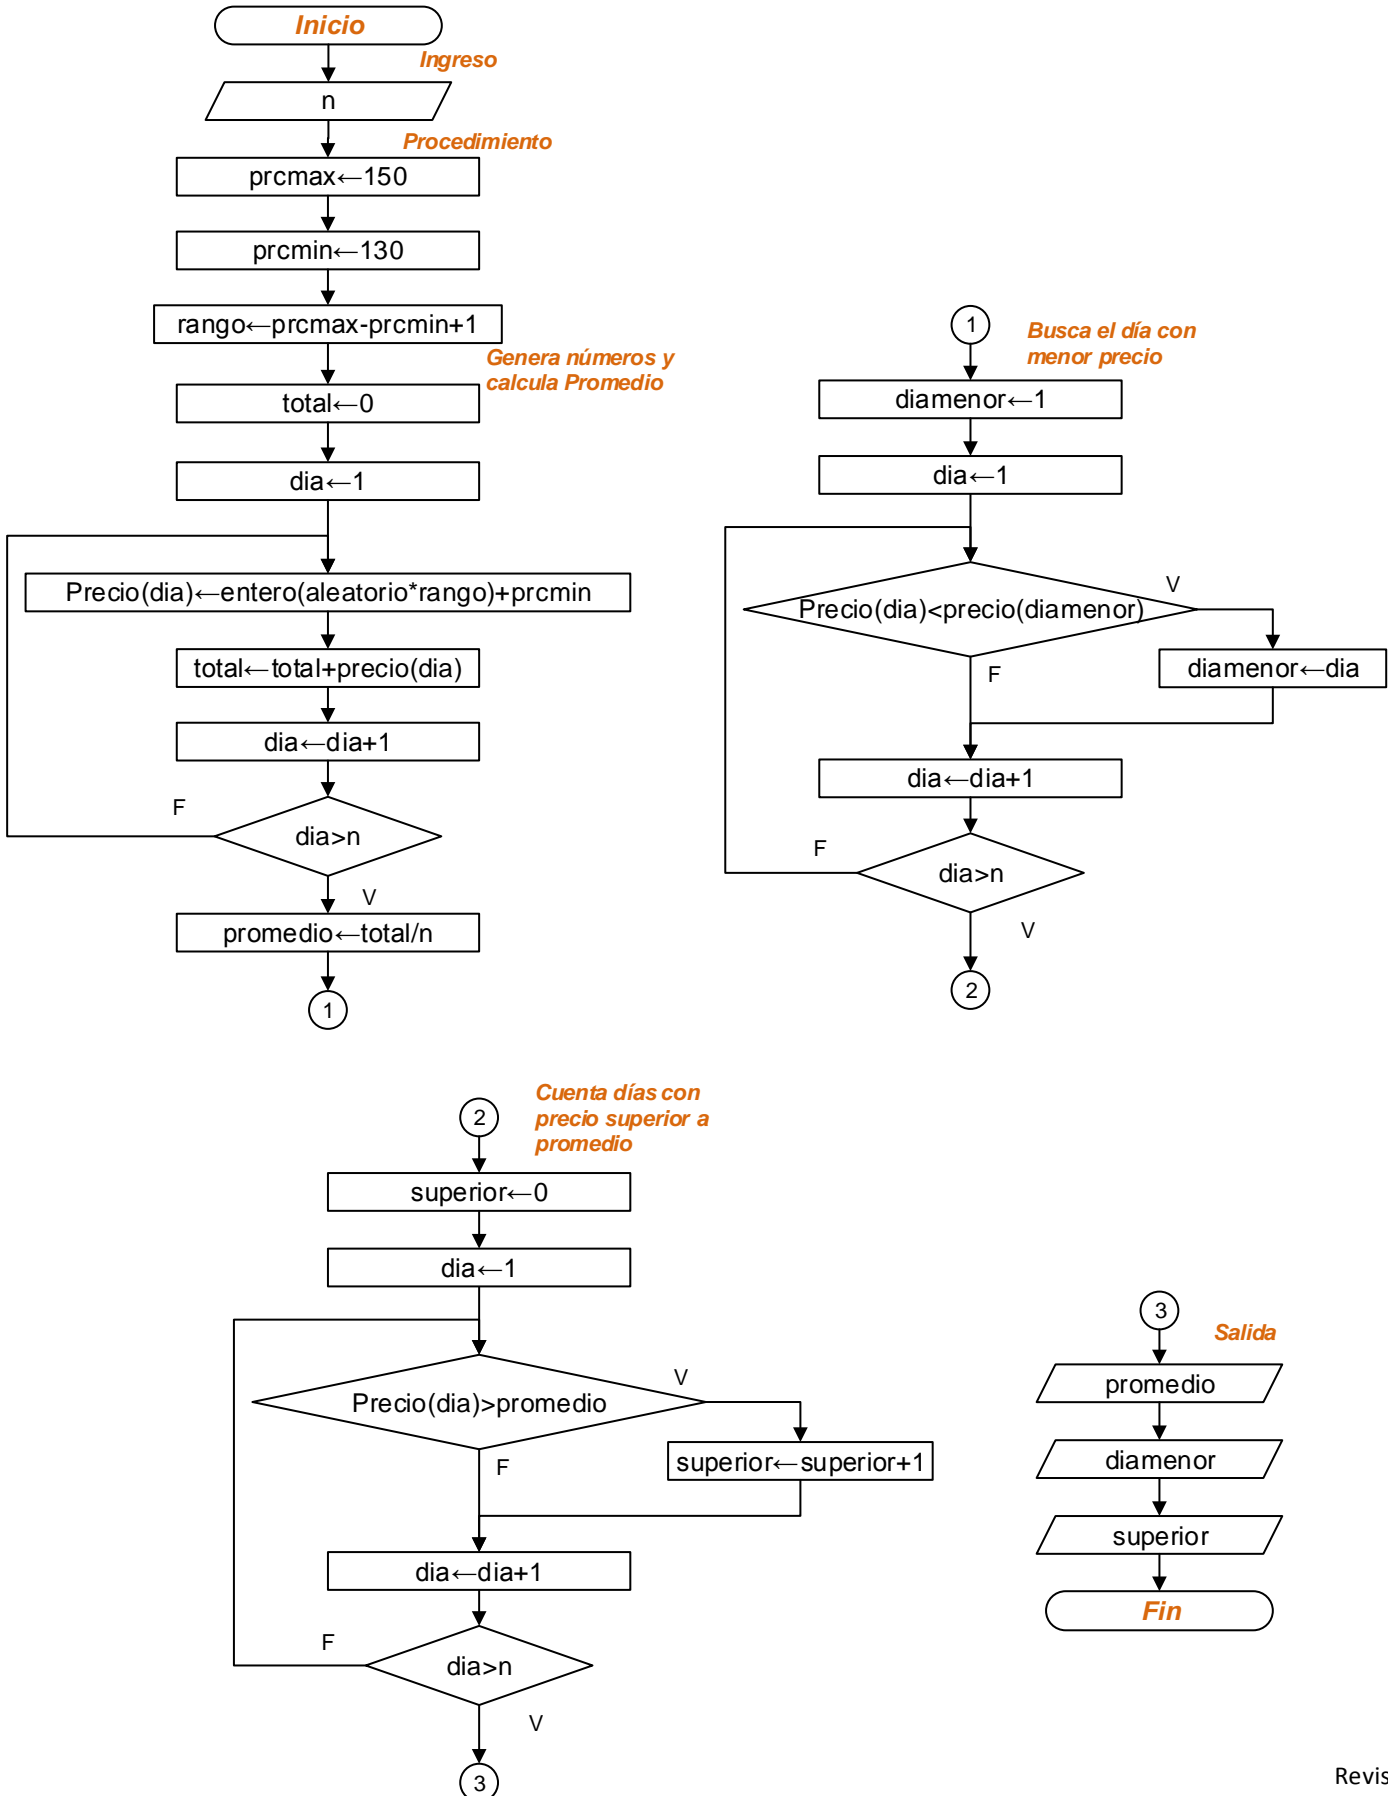 Inicio
Ingreso
n
Procedimiento
prcmax←150
prcmin←130
rango←prcmax-prcmin+1
Genera números y
calcula Promedio
total←0
dia←1
Precio(dia)←entero(aleatorio*rango)+prcmin
total←total+precio(dia)
dia←dia+1
F
dia>n
V
promedio←total/n
1
1
Busca el día con
menor precio
diamenor←1
dia←1
V
Precio(dia)<precio(diamenor)
F
diamenor←dia
dia←dia+1
F
dia>n
V
2
2
Cuenta días con
precio superior a
promedio
superior←0
dia←1
V
Precio(dia)>promedio
F
superior←superior+1
dia←dia+1
F
dia>n
V
3
3
Salida
promedio
diamenor
superior
Fin
Revis